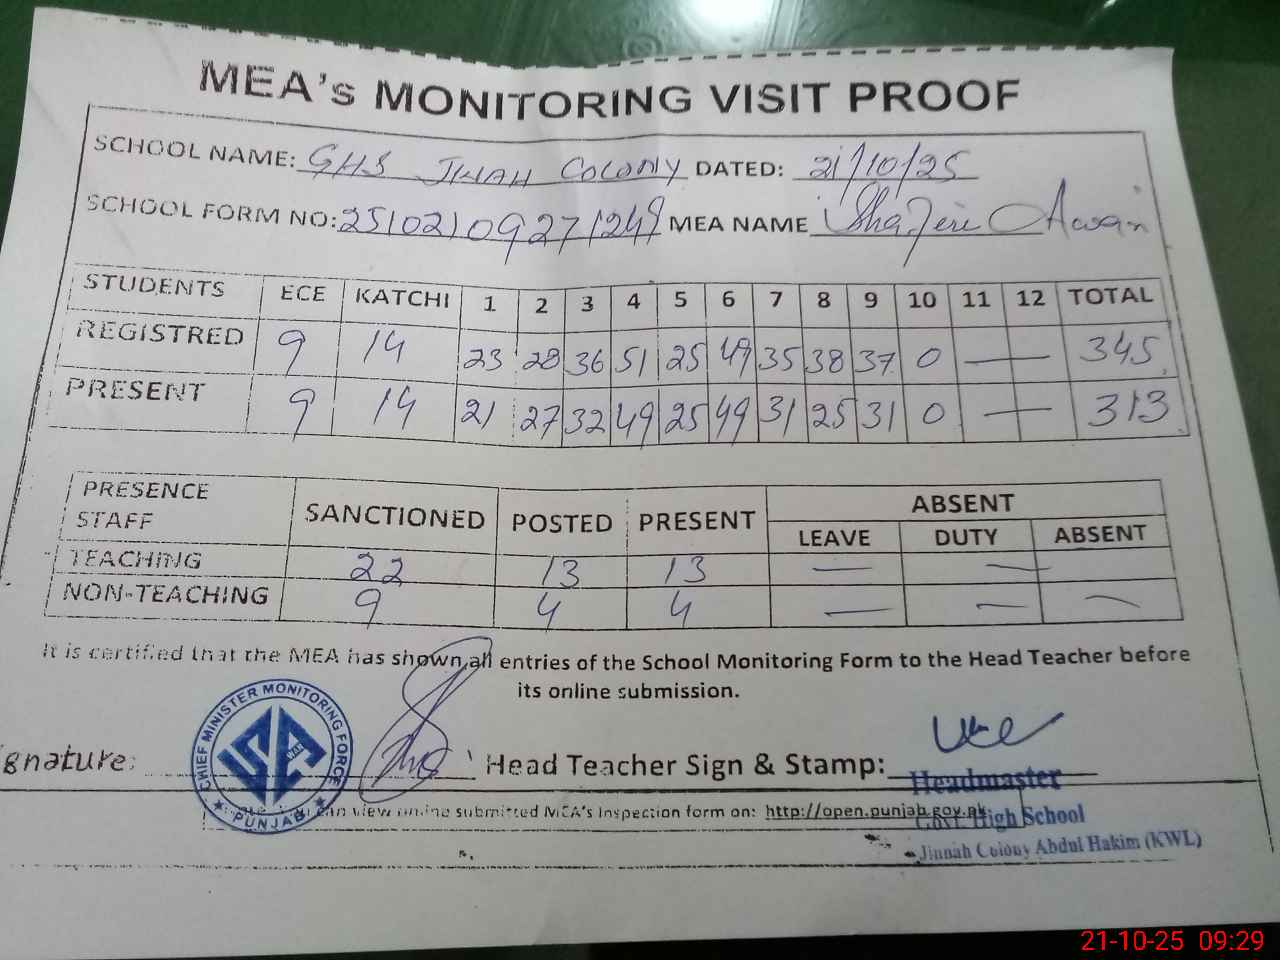 MEA's MONITORING VISIT PROOF
SCHOOL NAME: GHS JINAH COLONY DATED: 21/10/25
SCHOOL FORM NO: 25102109271249 MEA NAME Awan
STUDENTS ECE KATCHI 1 2 3 4 5 6 7 8 9 10 11 12 TOTAL
REGISTRED 9 14 23 28 36 51 25 49 35 38 37 0 — 345
PRESENT 9 14 21 27 32 49 25 49 31 25 31 0 — 313
PRESENCE STAFF SANCTIONED POSTED PRESENT ABSENT
LEAVE DUTY ABSENT
TEACHING 22 13 13 — —
NON-TEACHING 9 4 4 — — —
It is certified that the MEA has shown all entries of the School Monitoring Form to the Head Teacher before
its online submission.
CHIEF MINISTER MONITORING FORCE
PUNJAB
gnature: Head Teacher Sign & Stamp:
Headmaster
can view online submitted MEA's Inspection form on: http://open.punjab.gov.pk
Govt. High School
Jinnah Colony Abdul Hakim (KWL)
21-10-25 09:29